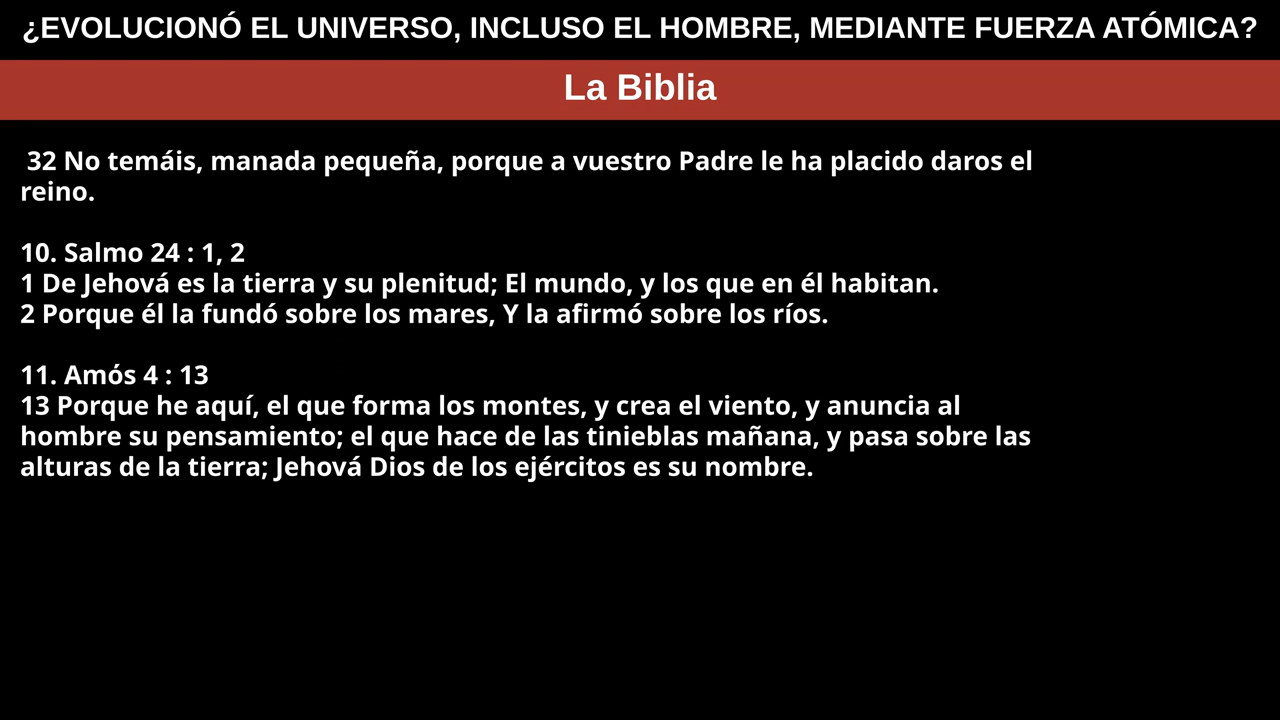 ¿EVOLUCIONÓ EL UNIVERSO, INCLUSO EL HOMBRE, MEDIANTE FUERZA ATÓMICA?
La Biblia
32 No temáis, manada pequeña, porque a vuestro Padre le ha placido daros el
reino.
10. Salmo 24 : 1, 2
1 De Jehová es la tierra y su plenitud; El mundo, y los que en él habitan.
2 Porque él la fundó sobre los mares, Y la afirmó sobre los ríos.
11. Amós 4 : 13
13 Porque he aquí, el que forma los montes, y crea el viento, y anuncia al
hombre su pensamiento; el que hace de las tinieblas mañana, y pasa sobre las
alturas de la tierra; Jehová Dios de los ejércitos es su nombre.